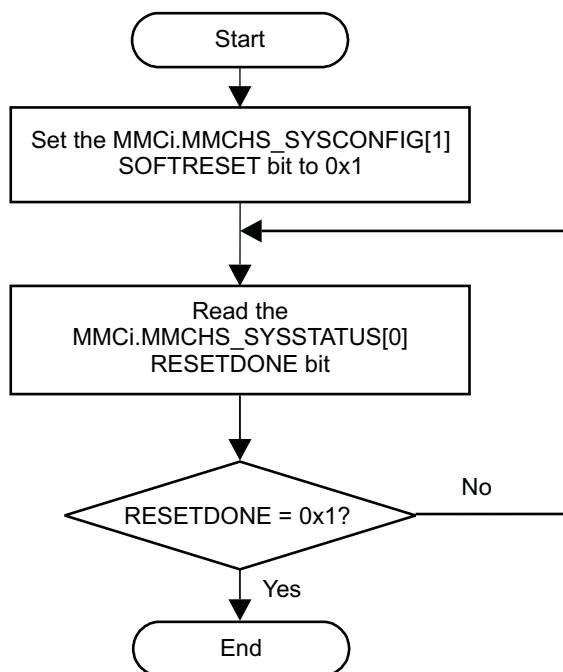 Start
Set the MMCi.MMCHS_SYSCONFIG[1]
SOFTRESET bit to 0x1
Read the
MMCi.MMCHS_SYSSTATUS[0]
RESETDONE bit
No
RESETDONE = 0x1?
Yes
End